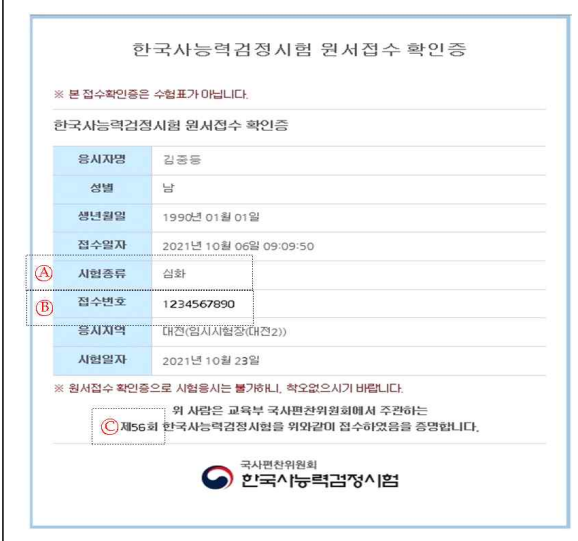 한국사능력검정시험 원서접수 확인증
※ 본 접수확인증은 수험표가 아닙니다.
한국사능력검정시험 원서접수 확인증
응시자명 김중등
성별 남
생년월일 1990년 01월 01일
접수일자 2021년 10월 06일 09:09:50
Ⓐ 시험종류 심화
Ⓑ 접수번호 1234567890
응시지역 대전(임시시험장(대전2))
시험일자 2021년 10월 23일
※ 원서접수 확인증으로 시험응시는 불가하니, 착오없으시기 바랍니다.
위 사람은 교육부 국사편찬위원회에서 주관하는
Ⓒ 제56회 한국사능력검정시험을 위와같이 접수하였음을 증명합니다.
국사편찬위원회
한국사능력검정시험